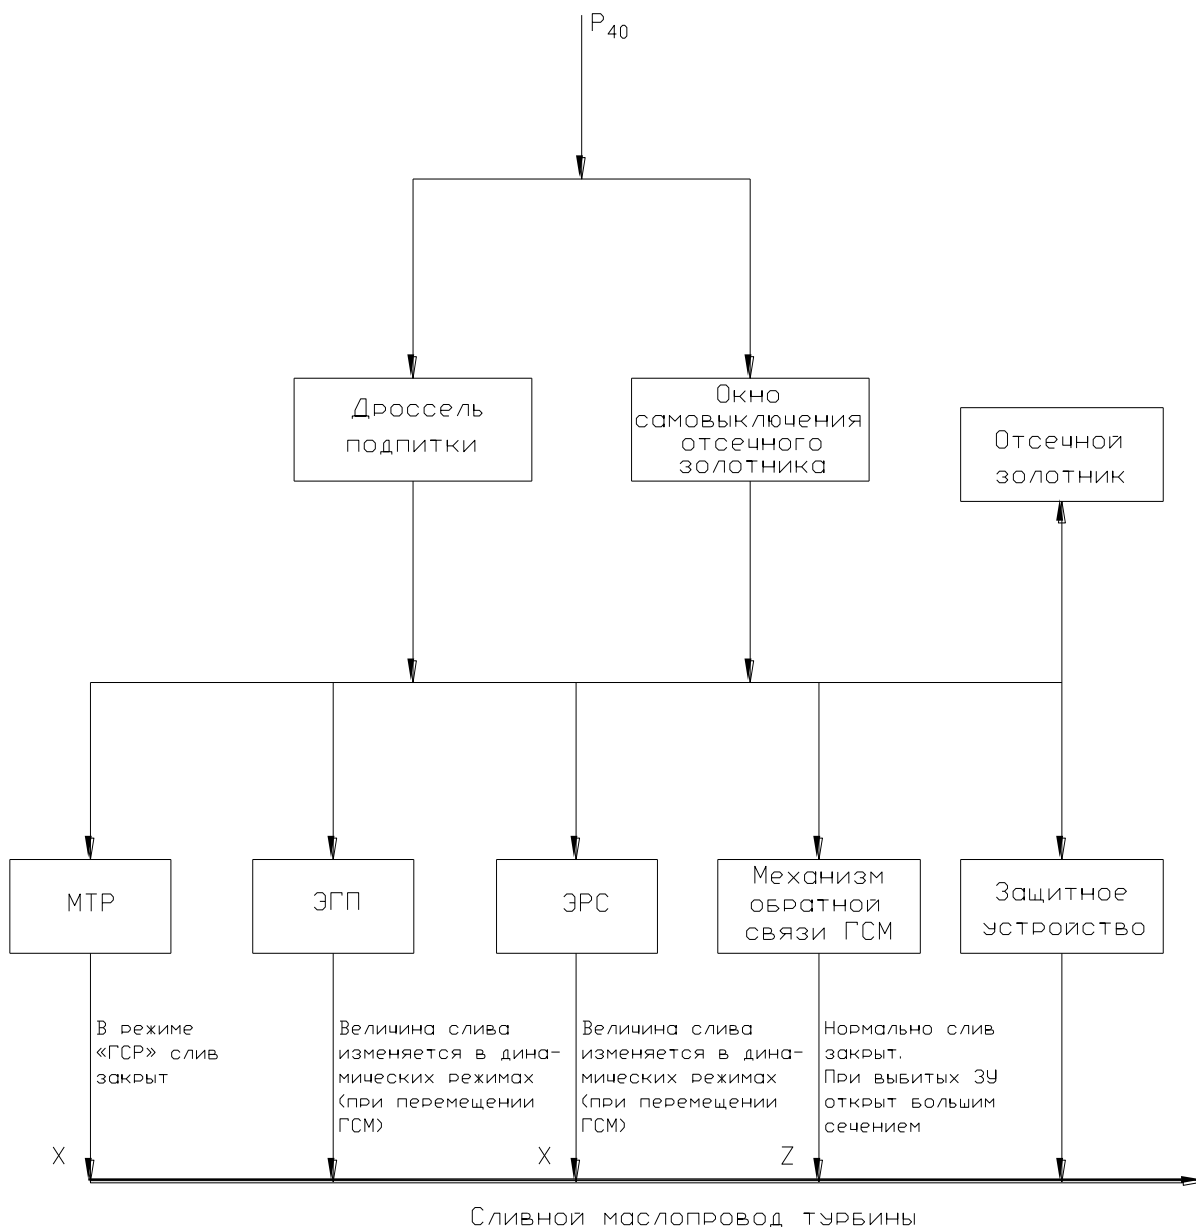 P40
Дроссель
подпитки
Окно
самовыключения
отсечного
золотника
Отсечной
золотник
МТР
ЭГП
ЭРС
Механизм
обратной
связи ГСМ
Защитное
устройство
В режиме
«ГСР» слив
закрыт
Величина слива
изменяется в дина-
мических режимах
(при перемещении
ГСМ)
Величина слива
изменяется в дина-
мических режимах
(при перемещении
ГСМ)
Нормально слив
закрыт.
При выбитых ЗУ
открыт большим
сечением
X
X
Z
Сливной маслопровод турбины